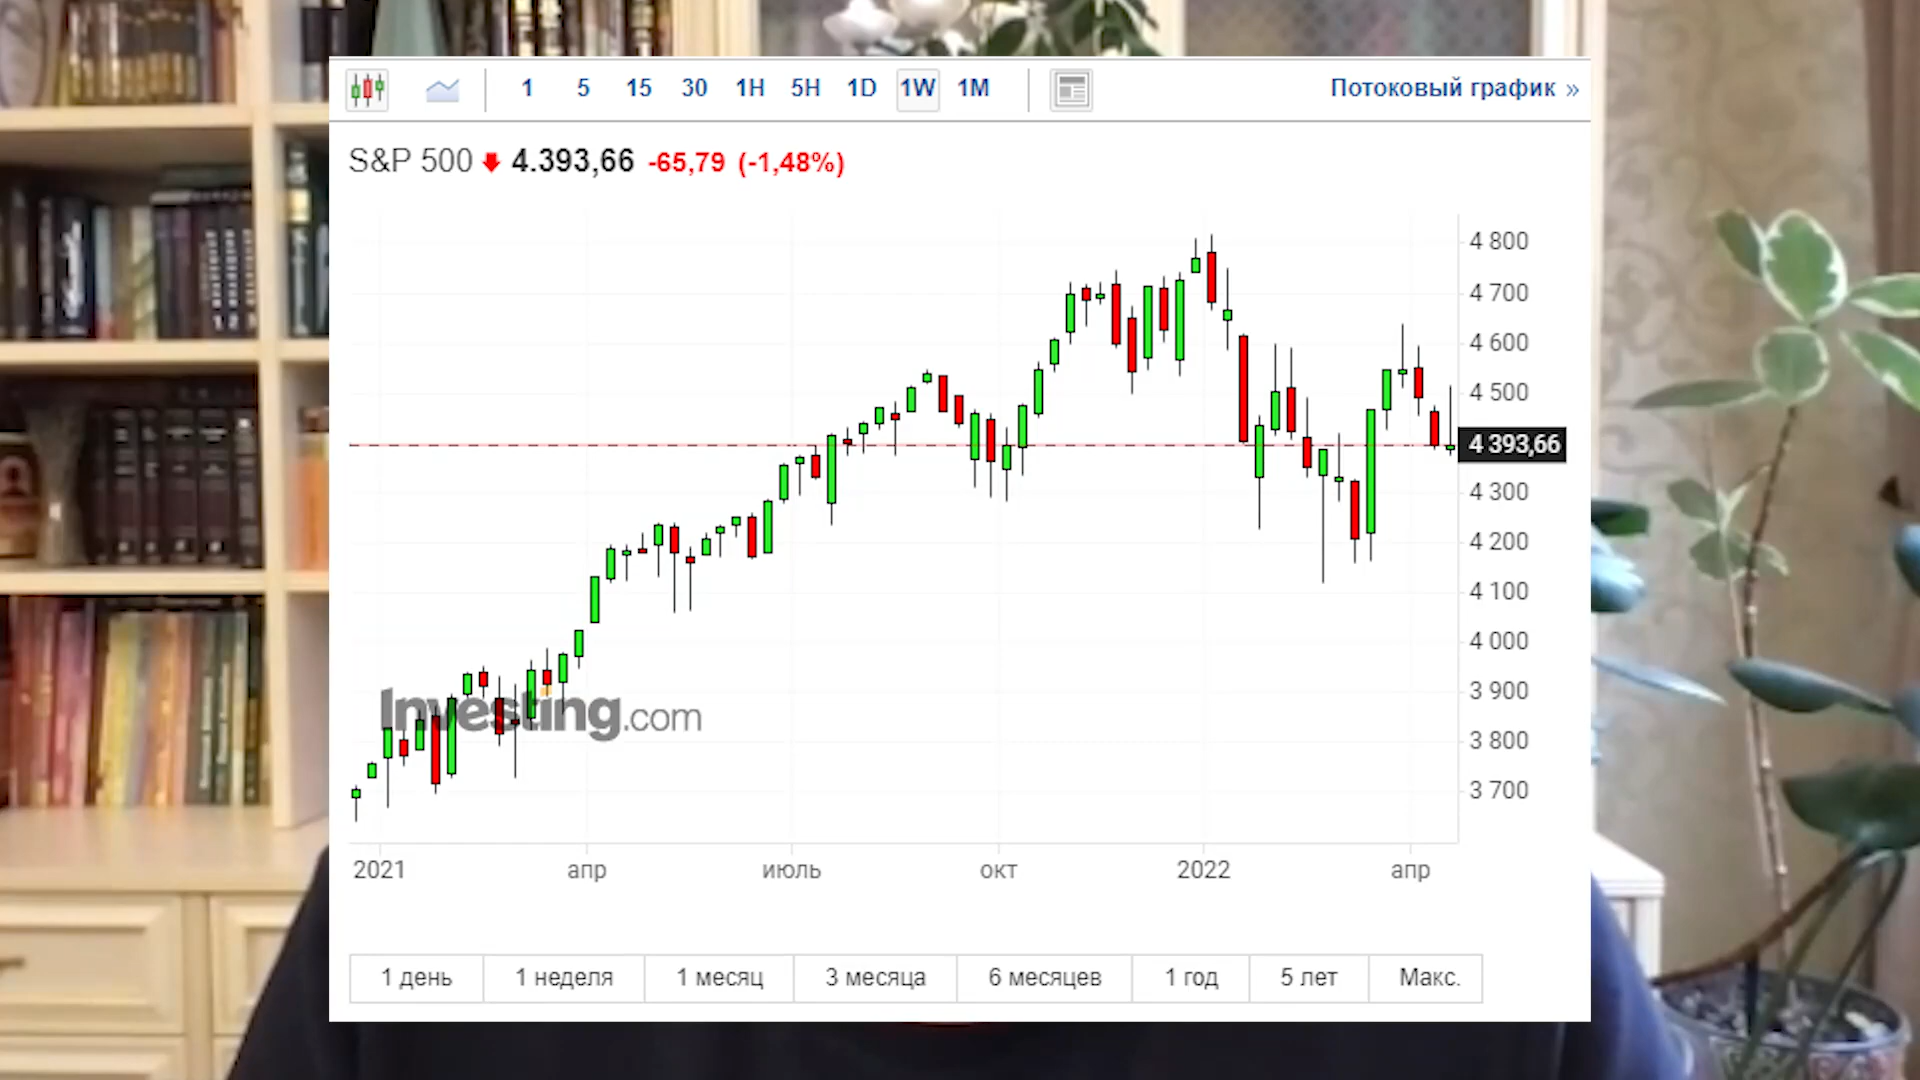 1 5 15 30 1H 5H 1D 1W 1M Потоковый график »
S&P 500 4.393,66 -65,79 (-1,48%)
4 800
4 700
4 600
4 500
4 393,66
4 300
4 200
4 100
4 000
3 900
3 800
3 700
Investing.com
2021 апр июль окт 2022 апр
1 день 1 неделя 1 месяц 3 месяца 6 месяцев 1 год 5 лет Макс.